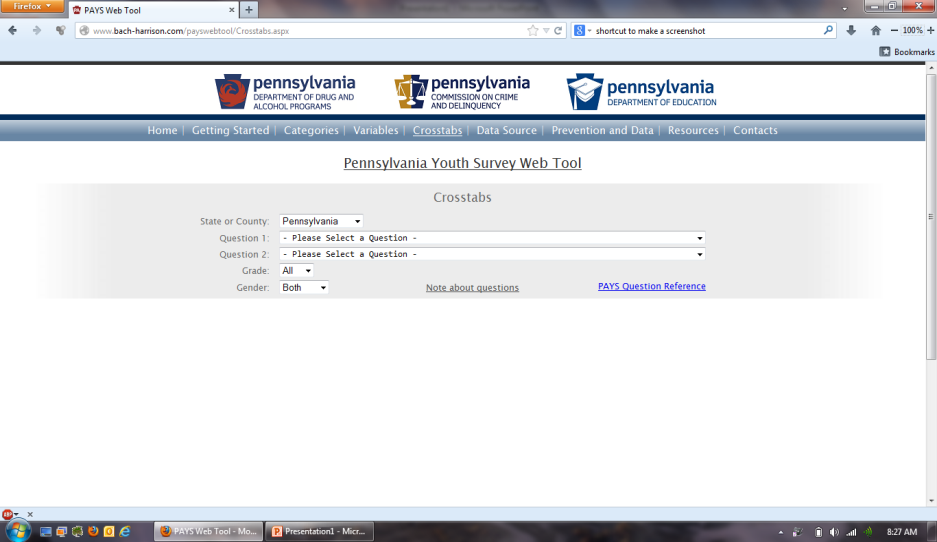 Firefox
PAYS Web Tool
www.bach-harrison.com/payswebtool/Crosstabs.aspx
shortcut to make a screenshot
100%
Bookmarks
pennsylvania
DEPARTMENT OF DRUG AND
ALCOHOL PROGRAMS
pennsylvania
COMMISSION ON CRIME
AND DELINQUENCY
pennsylvania
DEPARTMENT OF EDUCATION
Home | Getting Started | Categories | Variables | Crosstabs | Data Source | Prevention and Data | Resources | Contacts
Pennsylvania Youth Survey Web Tool
Crosstabs
State or County: Pennsylvania
Question 1: - Please Select a Question -
Question 2: - Please Select a Question -
Grade: All
Gender: Both Note about questions PAYS Question Reference
ABP
PAYS Web Tool - Mo... Presentation1 - Micr... 8:27 AM